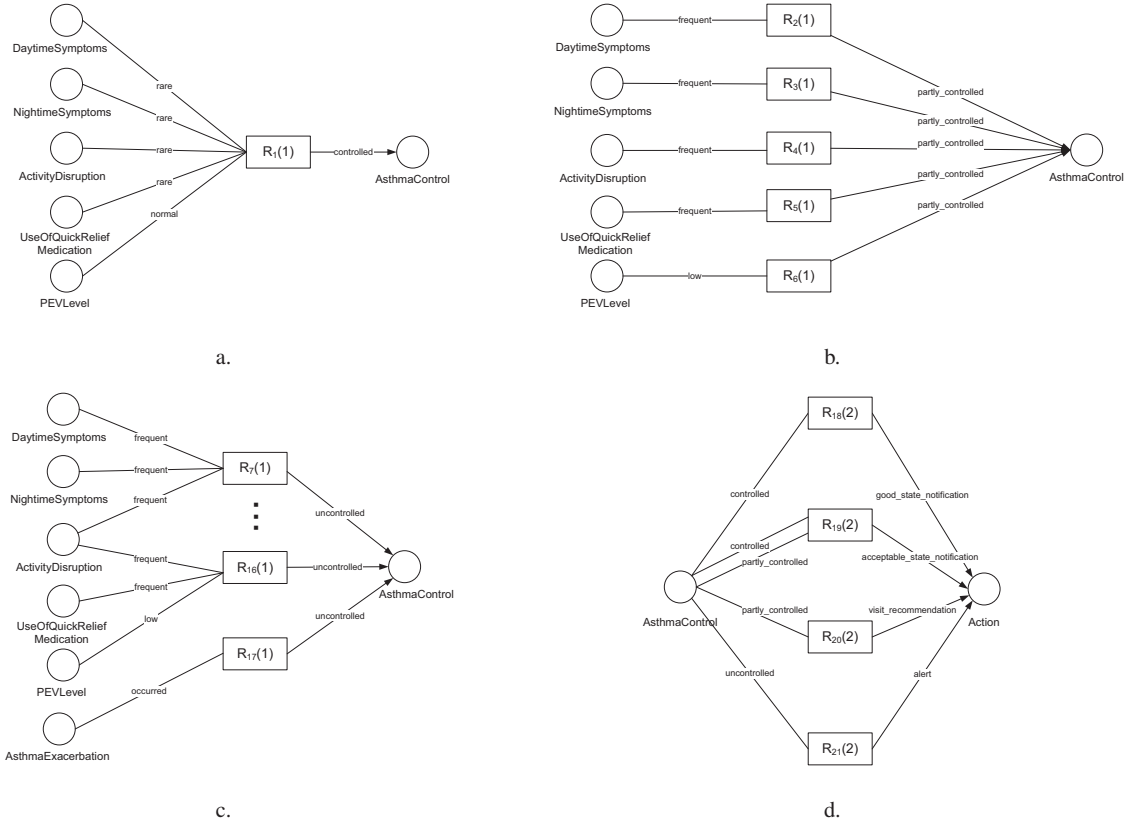 DaytimeSymptoms
rare
NightimeSymptoms
rare
ActivityDisruption
rare
R1(1)
controlled
AsthmaControl
rare
UseOfQuickRelief
Medication
normal
PEVLevel
a.
DaytimeSymptoms
frequent
R2(1)
partly_controlled
NightimeSymptoms
frequent
R3(1)
partly_controlled
ActivityDisruption
frequent
R4(1)
partly_controlled
AsthmaControl
UseOfQuickRelief
Medication
frequent
R5(1)
partly_controlled
PEVLevel
low
R6(1)
partly_controlled
b.
DaytimeSymptoms
frequent
NightimeSymptoms
frequent
R7(1)
uncontrolled
frequent
ActivityDisruption
frequent
R16(1)
uncontrolled
AsthmaControl
frequent
UseOfQuickRelief
Medication
low
PEVLevel
R17(1)
uncontrolled
occurred
AsthmaExacerbation
c.
R18(2)
controlled
good_state_notification
R19(2)
controlled
partly_controlled
acceptable_state_notification
AsthmaControl
partly_controlled
R20(2)
visit_recommendation
Action
uncontrolled
alert
R21(2)
d.